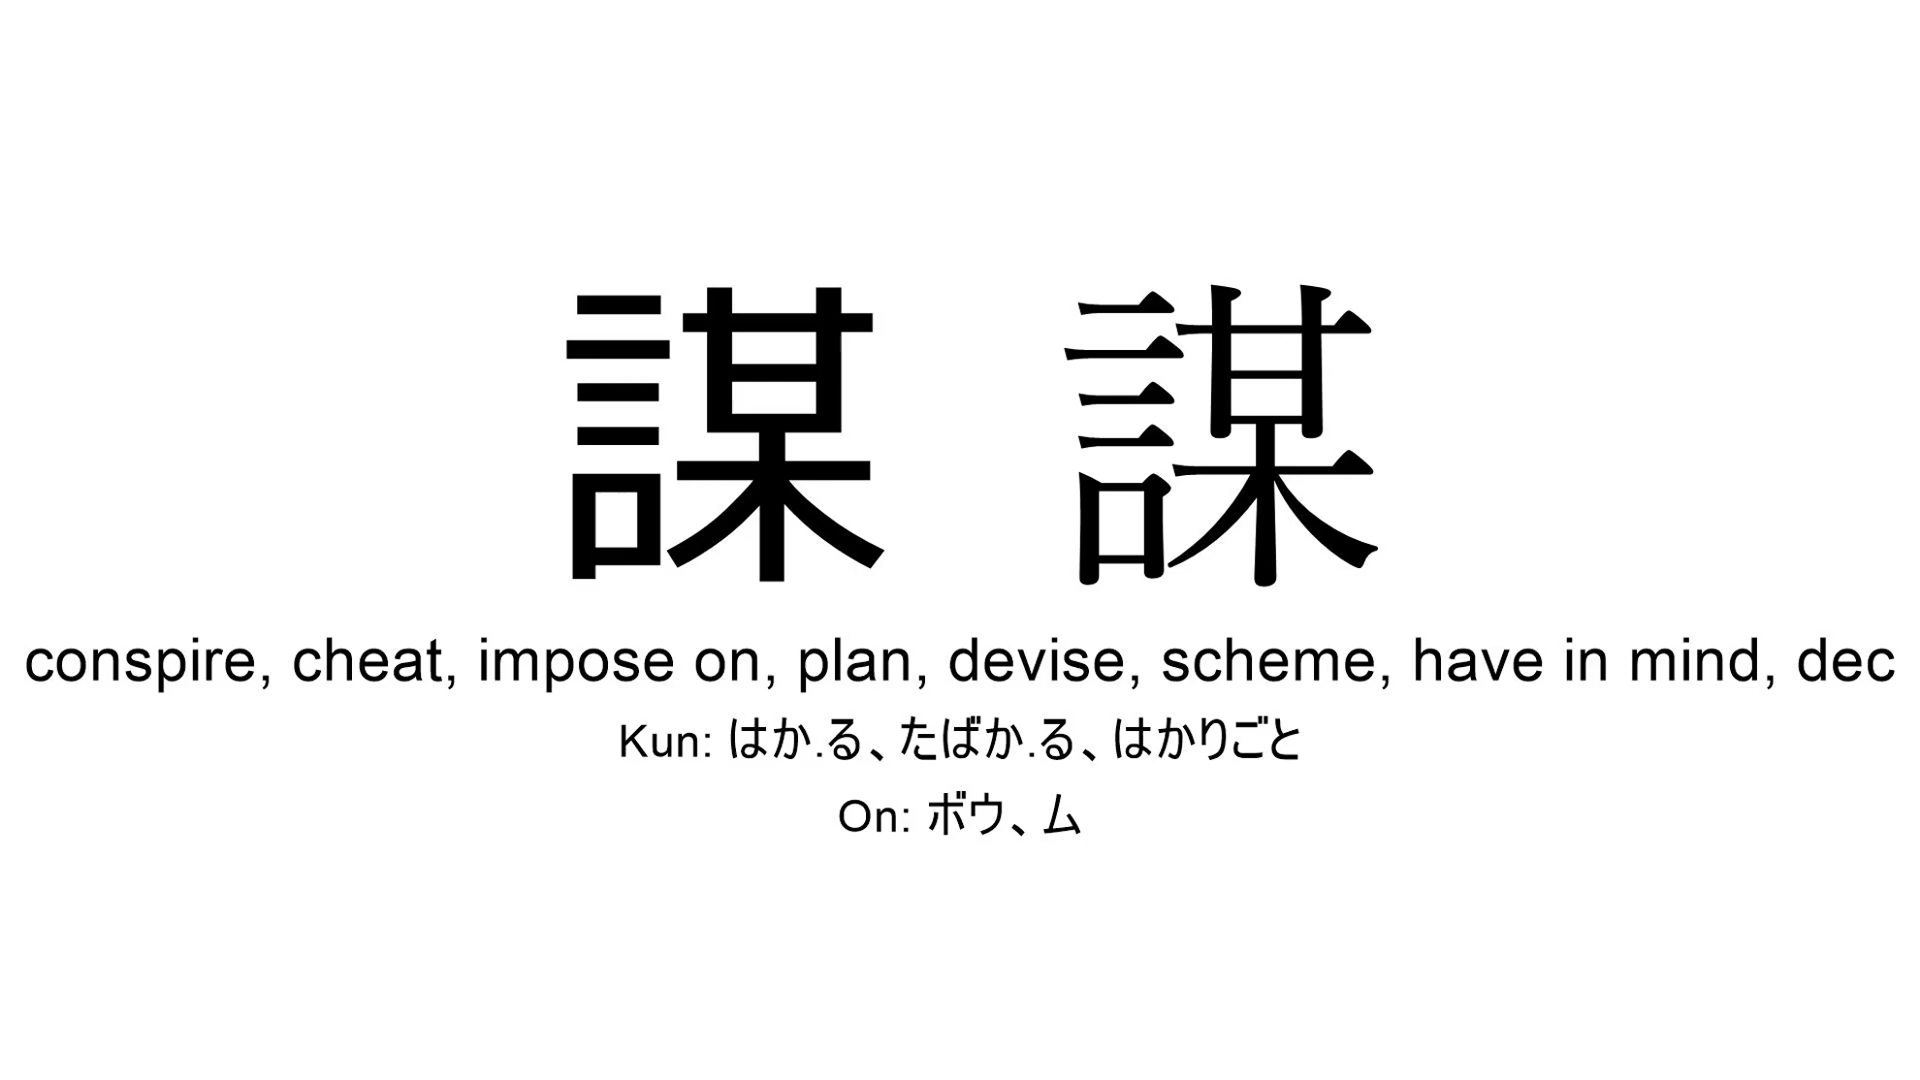 謀 謀
conspire, cheat, impose on, plan, devise, scheme, have in mind, dec
Kun: はか.る、たばか.る、はかりごと
On: ボウ、ム